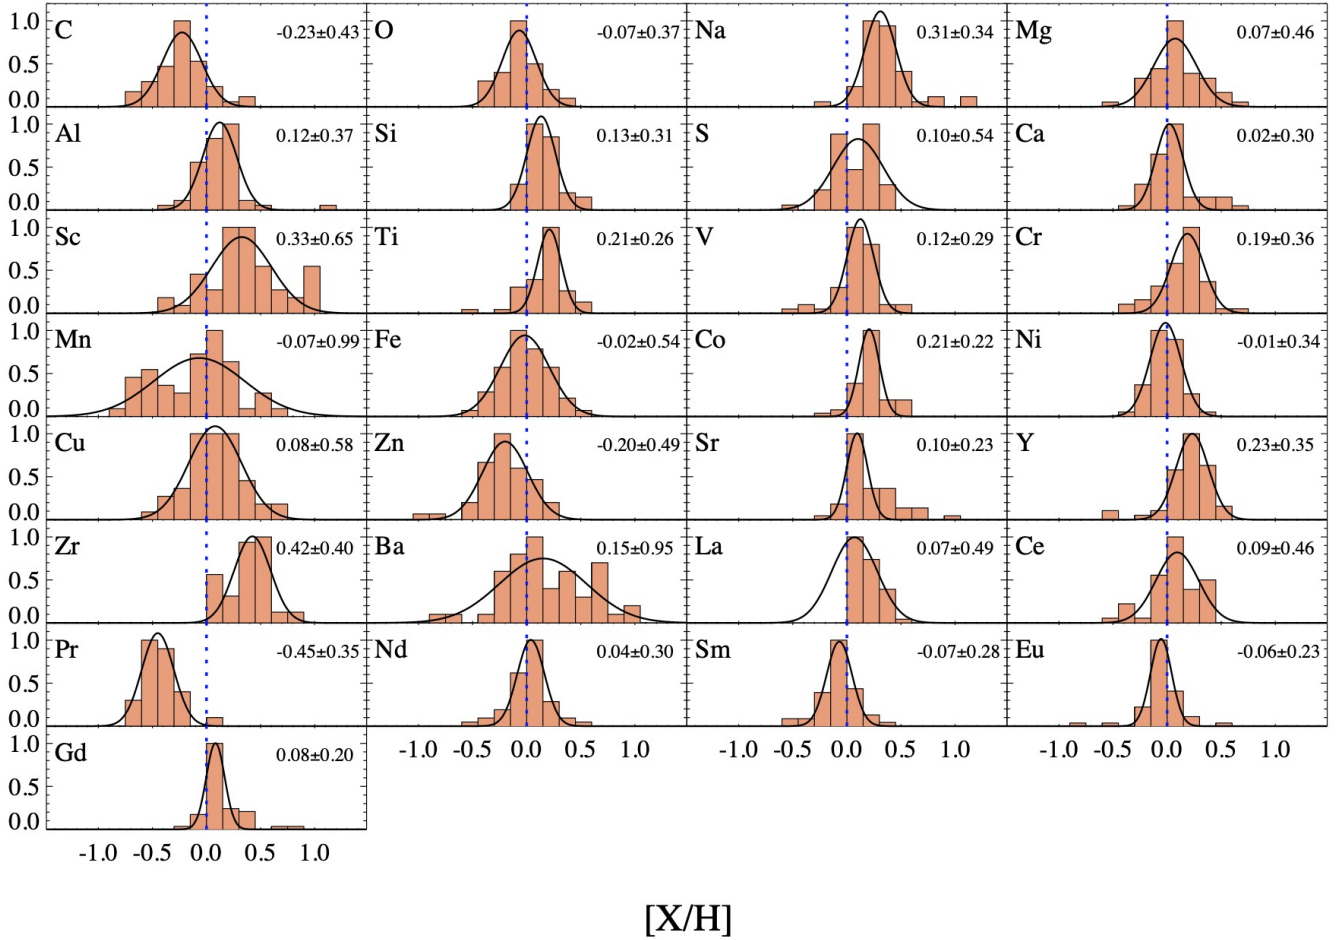 1.0 C -0.23±0.43 O -0.07±0.37 Na 0.31±0.34 Mg 0.07±0.46
0.5
0.0
1.0 Al 0.12±0.37 Si 0.13±0.31 S 0.10±0.54 Ca 0.02±0.30
0.5
0.0
1.0 Sc 0.33±0.65 Ti 0.21±0.26 V 0.12±0.29 Cr 0.19±0.36
0.5
0.0
1.0 Mn -0.07±0.99 Fe -0.02±0.54 Co 0.21±0.22 Ni -0.01±0.34
0.5
0.0
1.0 Cu 0.08±0.58 Zn -0.20±0.49 Sr 0.10±0.23 Y 0.23±0.35
0.5
0.0
1.0 Zr 0.42±0.40 Ba 0.15±0.95 La 0.07±0.49 Ce 0.09±0.46
0.5
0.0
1.0 Pr -0.45±0.35 Nd 0.04±0.30 Sm -0.07±0.28 Eu -0.06±0.23
0.5
0.0
1.0 Gd 0.08±0.20 -1.0 -0.5 0.0 0.5 1.0 -1.0 -0.5 0.0 0.5 1.0 -1.0 -0.5 0.0 0.5 1.0
0.5
0.0
-1.0 -0.5 0.0 0.5 1.0
[X/H]